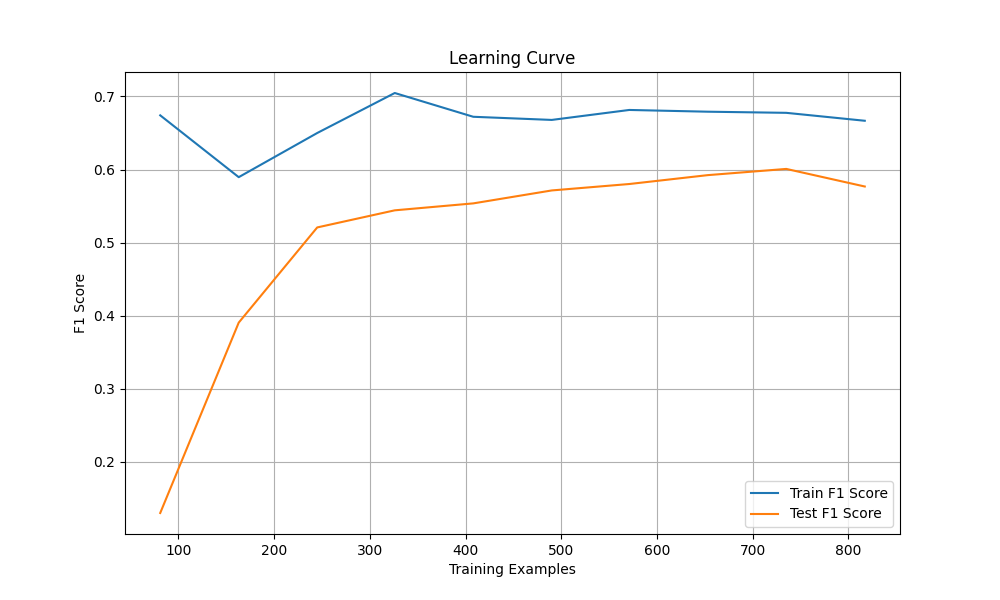 Learning Curve
0.7
0.6
0.5
0.4
0.3
0.2
F1 Score
Train F1 Score
Test F1 Score
100 200 300 400 500 600 700 800
Training Examples